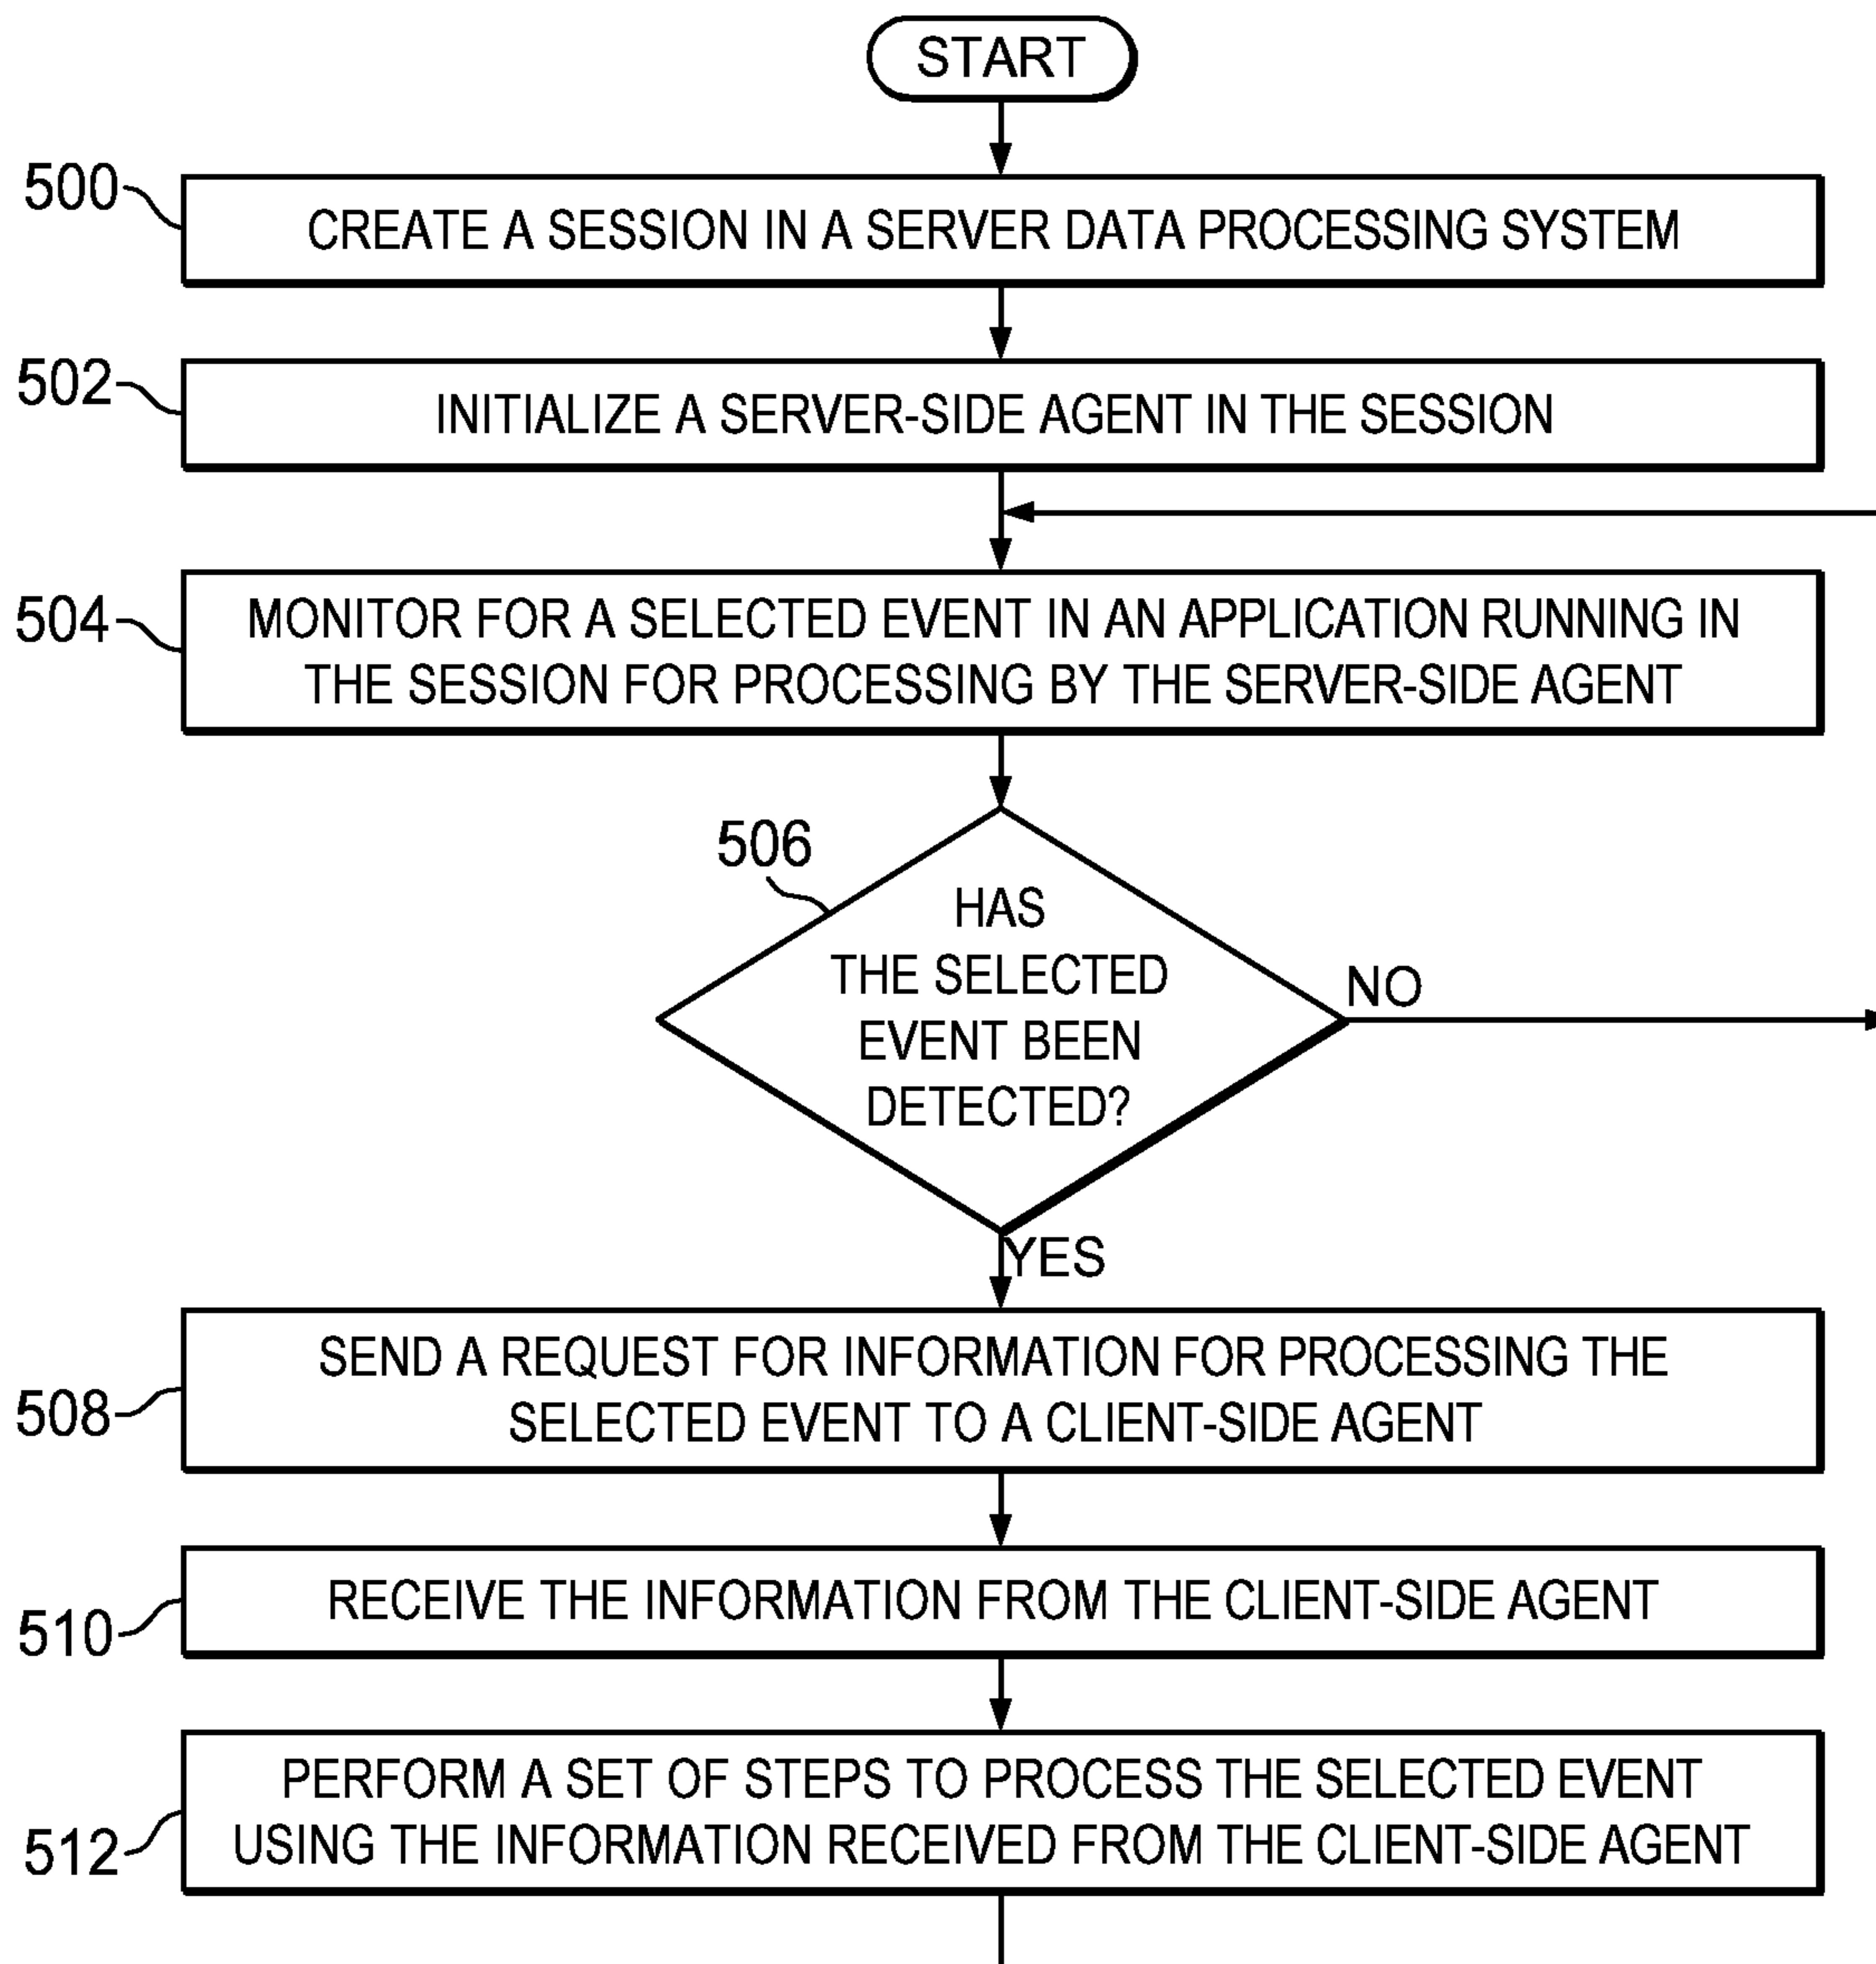 START
500
CREATE A SESSION IN A SERVER DATA PROCESSING SYSTEM
502
INITIALIZE A SERVER-SIDE AGENT IN THE SESSION
504
MONITOR FOR A SELECTED EVENT IN AN APPLICATION RUNNING IN
THE SESSION FOR PROCESSING BY THE SERVER-SIDE AGENT
506
HAS
THE SELECTED
EVENT BEEN
DETECTED?
NO
YES
508
SEND A REQUEST FOR INFORMATION FOR PROCESSING THE
SELECTED EVENT TO A CLIENT-SIDE AGENT
510
RECEIVE THE INFORMATION FROM THE CLIENT-SIDE AGENT
512
PERFORM A SET OF STEPS TO PROCESS THE SELECTED EVENT
USING THE INFORMATION RECEIVED FROM THE CLIENT-SIDE AGENT